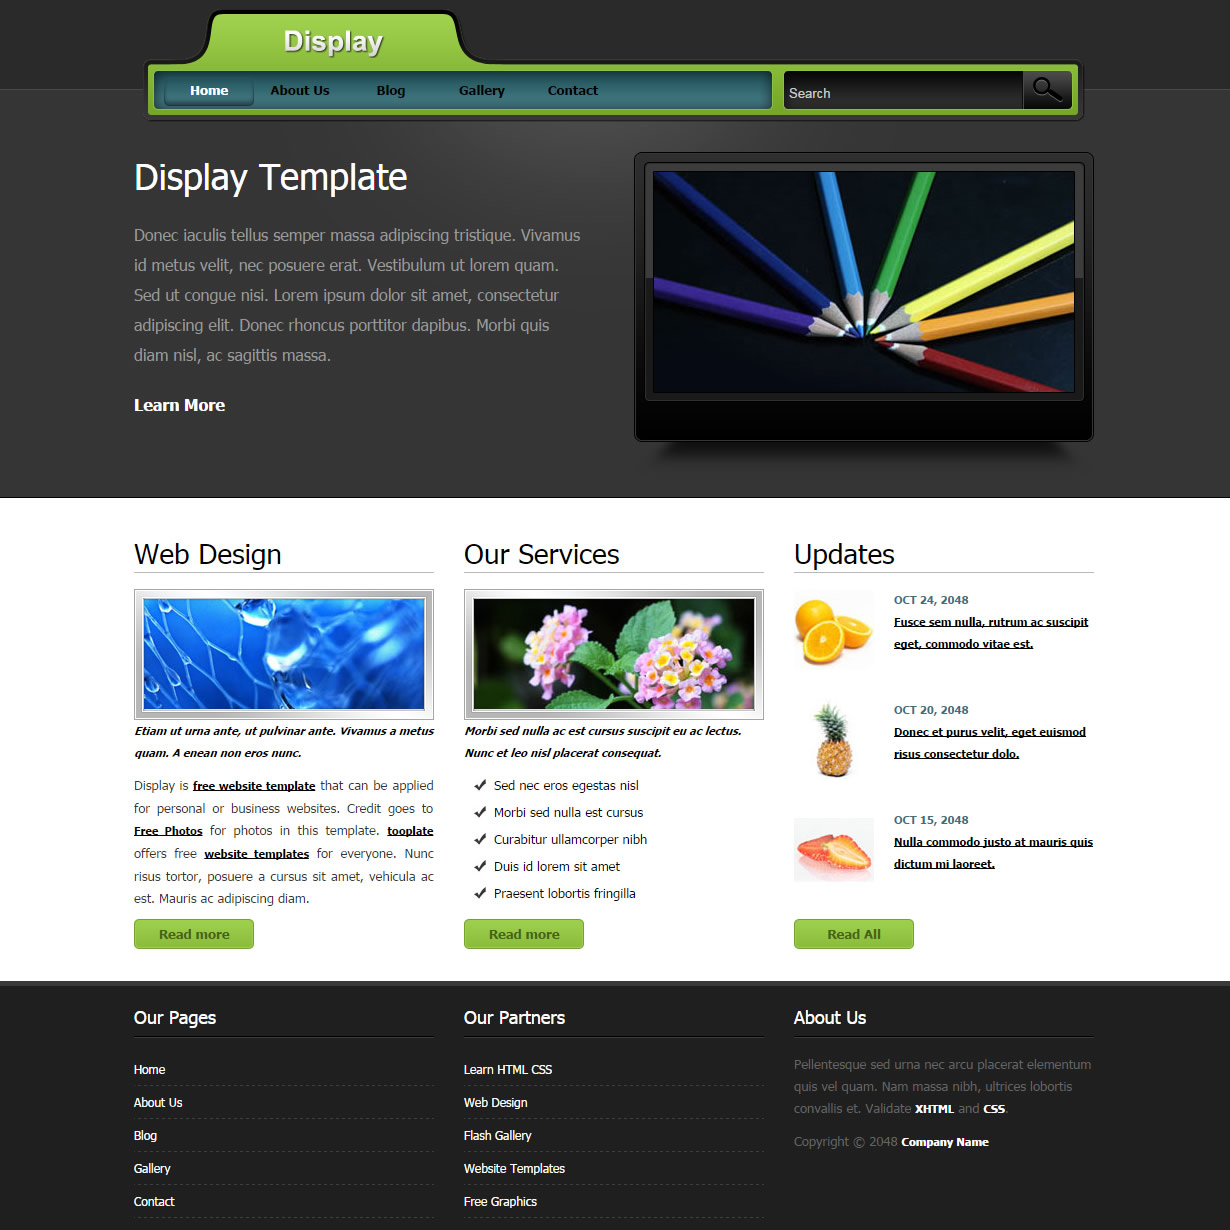 Display
Home About Us Blog Gallery Contact
Search
Display Template
Donec iaculis tellus semper massa adipiscing tristique. Vivamus
id metus velit, nec posuere erat. Vestibulum ut lorem quam.
Sed ut congue nisi. Lorem ipsum dolor sit amet, consectetur
adipiscing elit. Donec rhoncus porttitor dapibus. Morbi quis
diam nisl, ac sagittis massa.
Learn More
Web Design
Etiam ut urna ante, ut pulvinar ante. Vivamus a metus
quam. A enean non eros nunc.
Display is free website template that can be applied
for personal or business websites. Credit goes to
Free Photos for photos in this template. tooplate
offers free website templates for everyone. Nunc
risus tortor, posuere a cursus sit amet, vehicula ac
est. Mauris ac adipiscing diam.
Read more
Our Services
Morbi sed nulla ac est cursus suscipit eu ac lectus.
Nunc et leo nisl placerat consequat.
Sed nec eros egestas nisl
Morbi sed nulla est cursus
Curabitur ullamcorper nibh
Duis id lorem sit amet
Praesent lobortis fringilla
Read more
Updates
OCT 24, 2048
Fusce sem nulla, rutrum ac suscipit
eget, commodo vitae est.
OCT 20, 2048
Donec et purus velit, eget euismod
risus consectetur dolo.
OCT 15, 2048
Nulla commodo justo at mauris quis
dictum mi laoreet.
Read All
Our Pages
Home
About Us
Blog
Gallery
Contact
Our Partners
Learn HTML CSS
Web Design
Flash Gallery
Website Templates
Free Graphics
About Us
Pellentesque sed urna nec arcu placerat elementum
quis vel quam. Nam massa nibh, ultrices lobortis
convallis et. Validate XHTML and CSS.
Copyright © 2048 Company Name